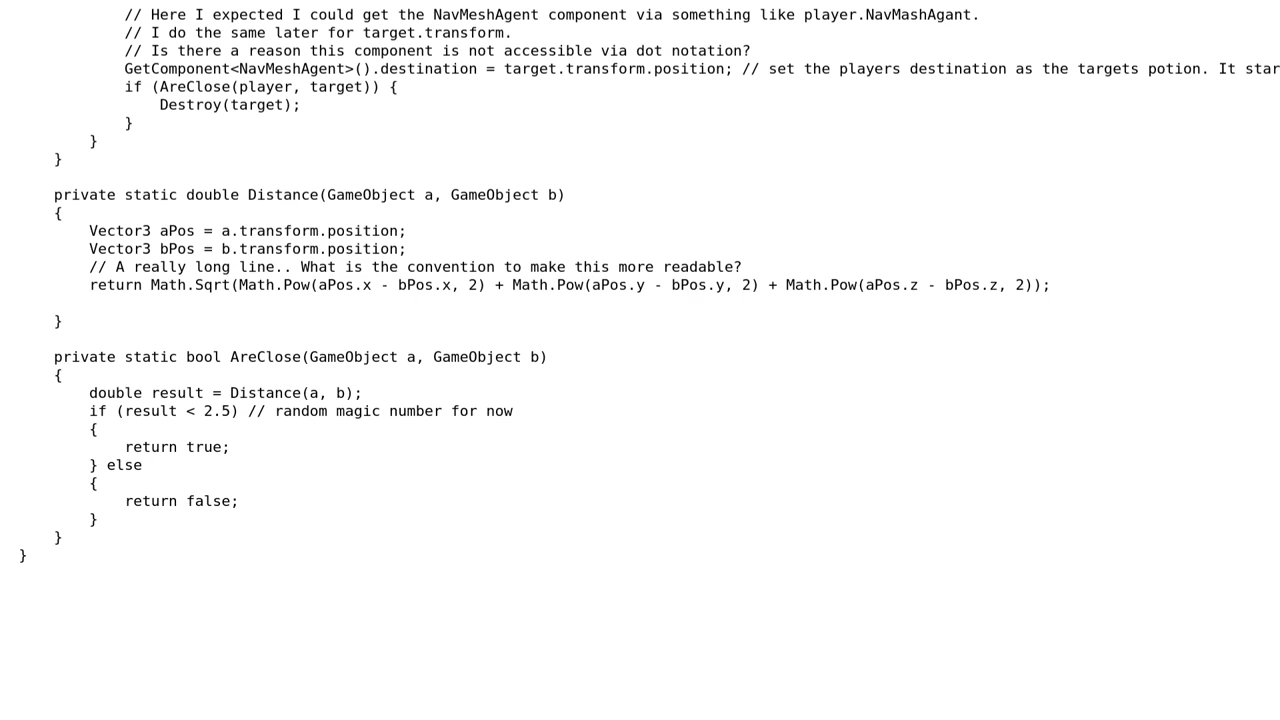 // Here I expected I could get the NavMeshAgent component via something like player.NavMashAgant.
// I do the same later for target.transform.
// Is there a reason this component is not accessible via dot notation?
GetComponent<NavMeshAgent>().destination = target.transform.position; // set the players destination as the targets potion. It star
if (AreClose(player, target)) {
Destroy(target);
}
}
}
private static double Distance(GameObject a, GameObject b)
{
Vector3 aPos = a.transform.position;
Vector3 bPos = b.transform.position;
// A really long line.. What is the convention to make this more readable?
return Math.Sqrt(Math.Pow(aPos.x - bPos.x, 2) + Math.Pow(aPos.y - bPos.y, 2) + Math.Pow(aPos.z - bPos.z, 2));
}
private static bool AreClose(GameObject a, GameObject b)
{
double result = Distance(a, b);
if (result < 2.5) // random magic number for now
{
return true;
} else
{
return false;
}
}
}